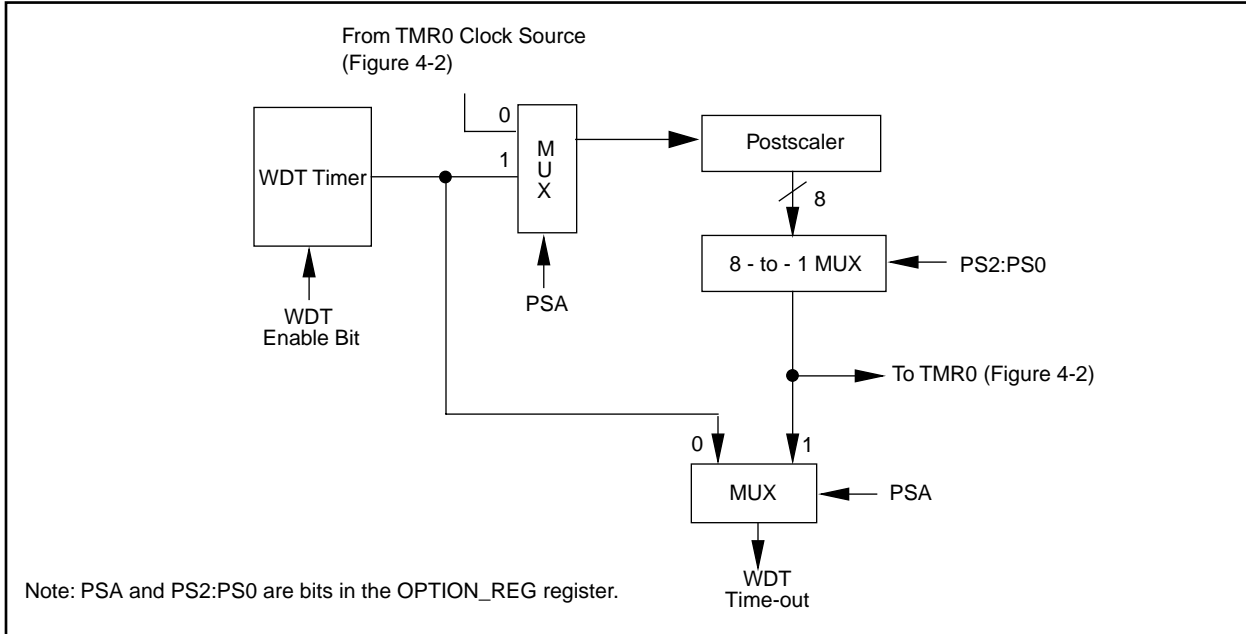 From TMR0 Clock Source
(Figure 4-2)
0
1
M
U
X
WDT Timer
Postscaler
8
8 - to - 1 MUX
PS2:PS0
PSA
WDT
Enable Bit
To TMR0 (Figure 4-2)
0
1
MUX
PSA
WDT
Time-out
Note: PSA and PS2:PS0 are bits in the OPTION_REG register.